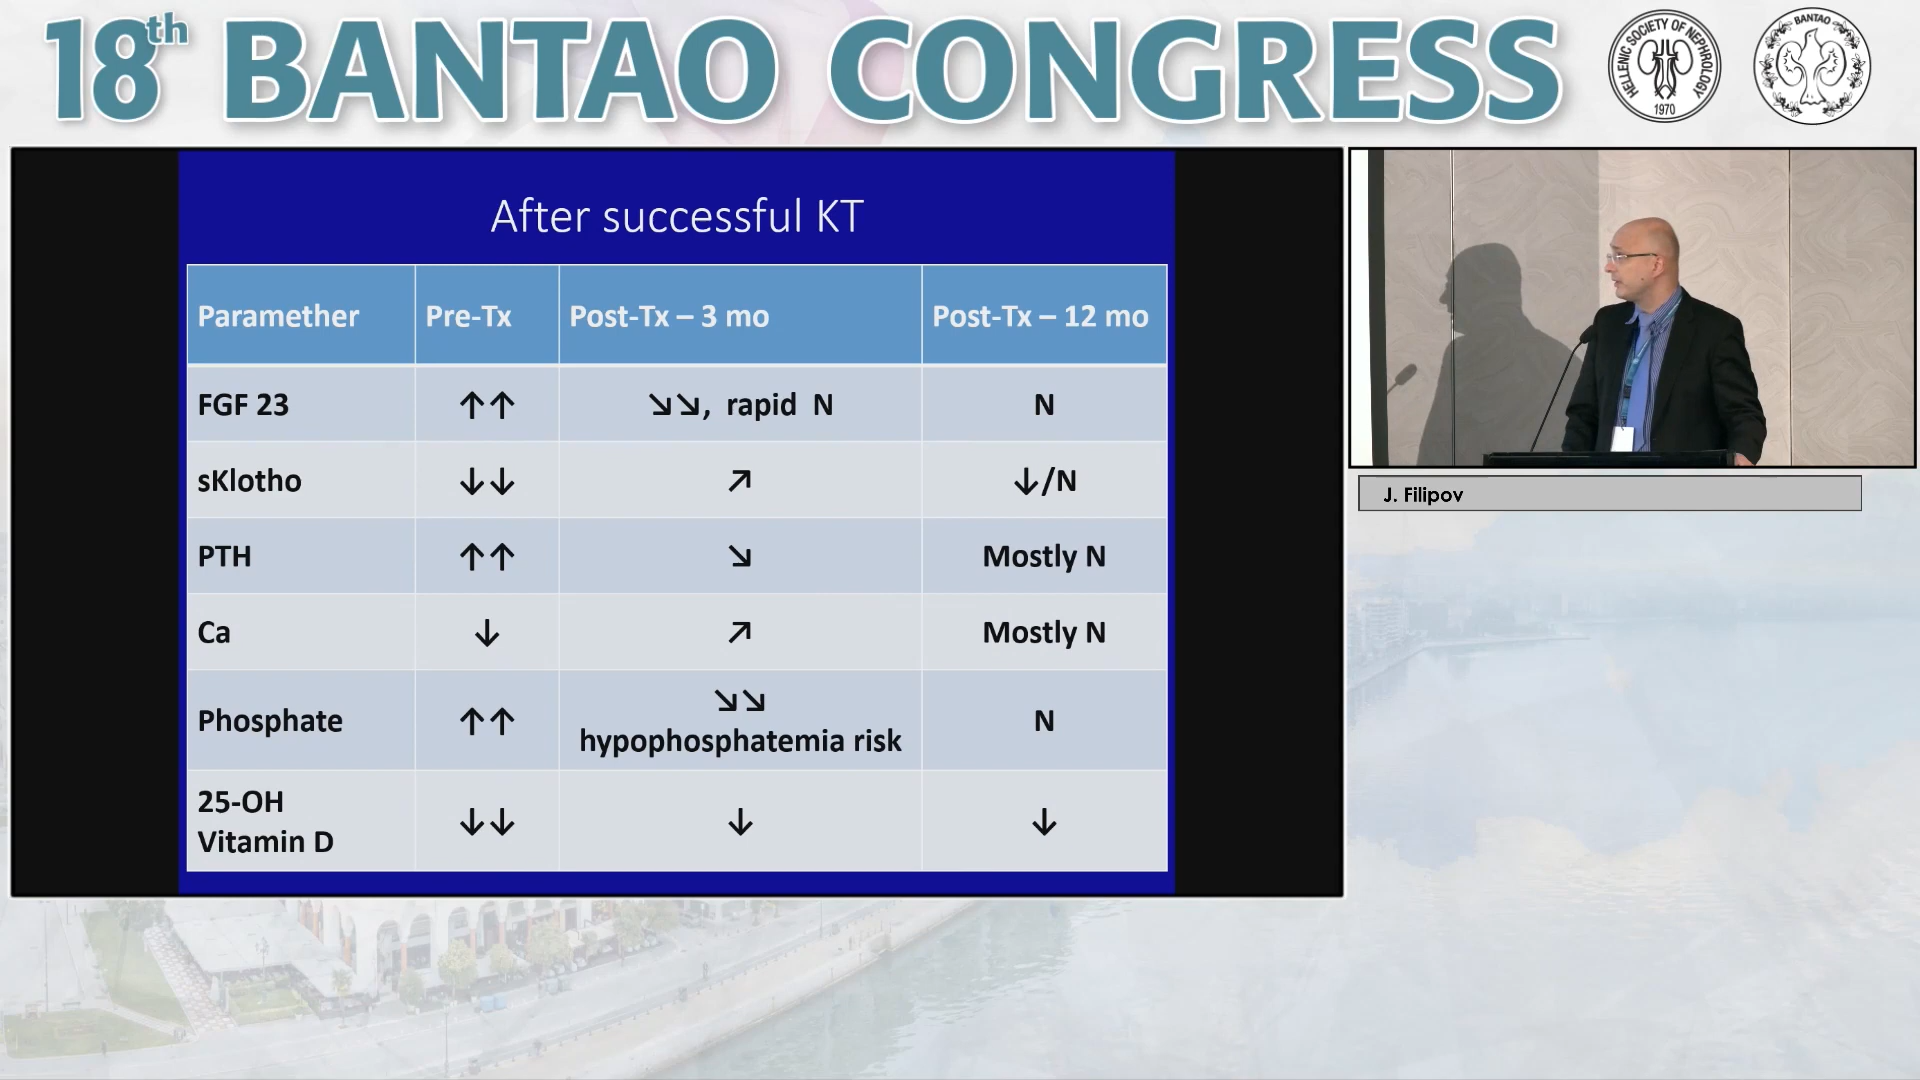 18th BANTAO CONGRESS
HELLENIC SOCIETY OF NEPHROLOGY
1970
BANTAO
After successful KT
Paramether Pre-Tx Post-Tx – 3 mo Post-Tx – 12 mo
FGF 23 ↑↑ ↘↘, rapid N N
sKlotho ↓↓ ↗ ↓/N
PTH ↑↑ ↘ Mostly N
Ca ↓ ↗ Mostly N
Phosphate ↑↑ ↘↘ N
hypophosphatemia risk
25-OH
Vitamin D ↓↓ ↓ ↓
J. Filipov